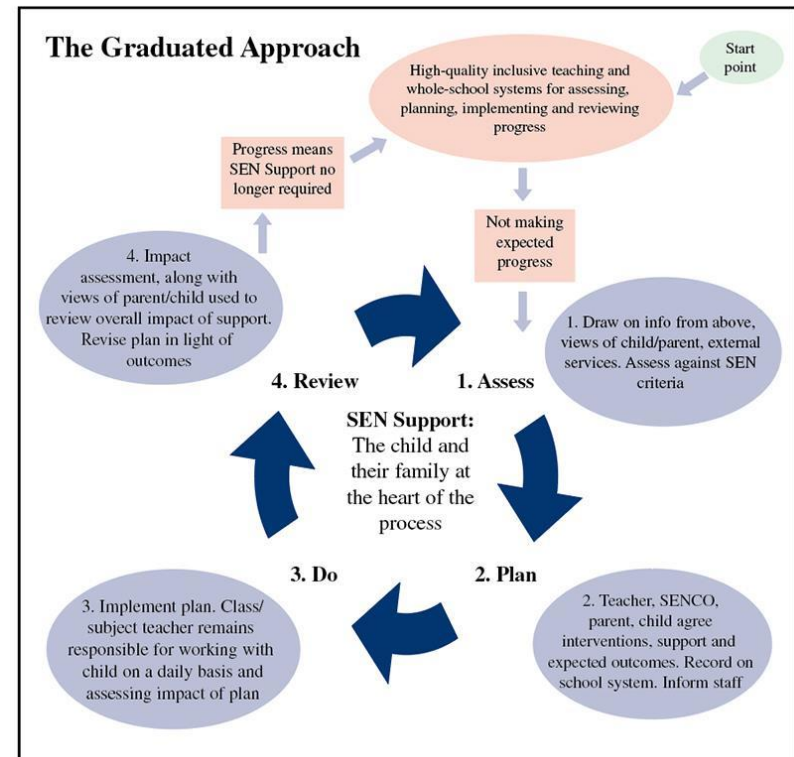 The Graduated Approach
Start
point
High-quality inclusive teaching and
whole-school systems for assessing,
planning, implementing and reviewing
progress
Progress means
SEN Support no
longer required
Not making
expected
progress
4. Impact
assessment, along with
views of parent/child used to
review overall impact of support.
Revise plan in light of
outcomes
1. Draw on info from above,
views of child/parent, external
services. Assess against SEN
criteria
4. Review
1. Assess
SEN Support:
The child and
their family at
the heart of the
process
3. Do
2. Plan
3. Implement plan. Class/
subject teacher remains
responsible for working with
child on a daily basis and
assessing impact of plan
2. Teacher, SENCO,
parent, child agree
interventions, support and
expected outcomes. Record on
school system. Inform staff